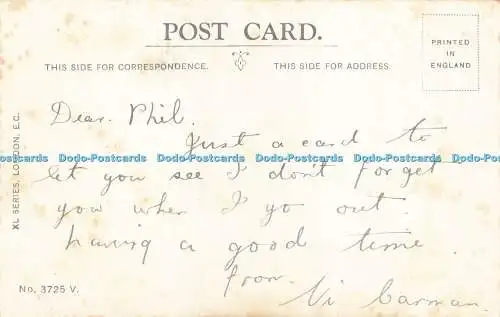 POST CARD.
THIS SIDE FOR CORRESPONDENCE.
THIS SIDE FOR ADDRESS
PRINTED
IN
ENGLAND
Dear Phil.
Just a card to
let you see I don't forget
you when I go out.
having a good time.
from.
Vi Carman.
XL SERIES, LONDON, E.C.
No. 3725 V.
Dodo-Postcards Dodo-Postcards Dodo-Postcards Dodo-Postcards Dodo-Postcards